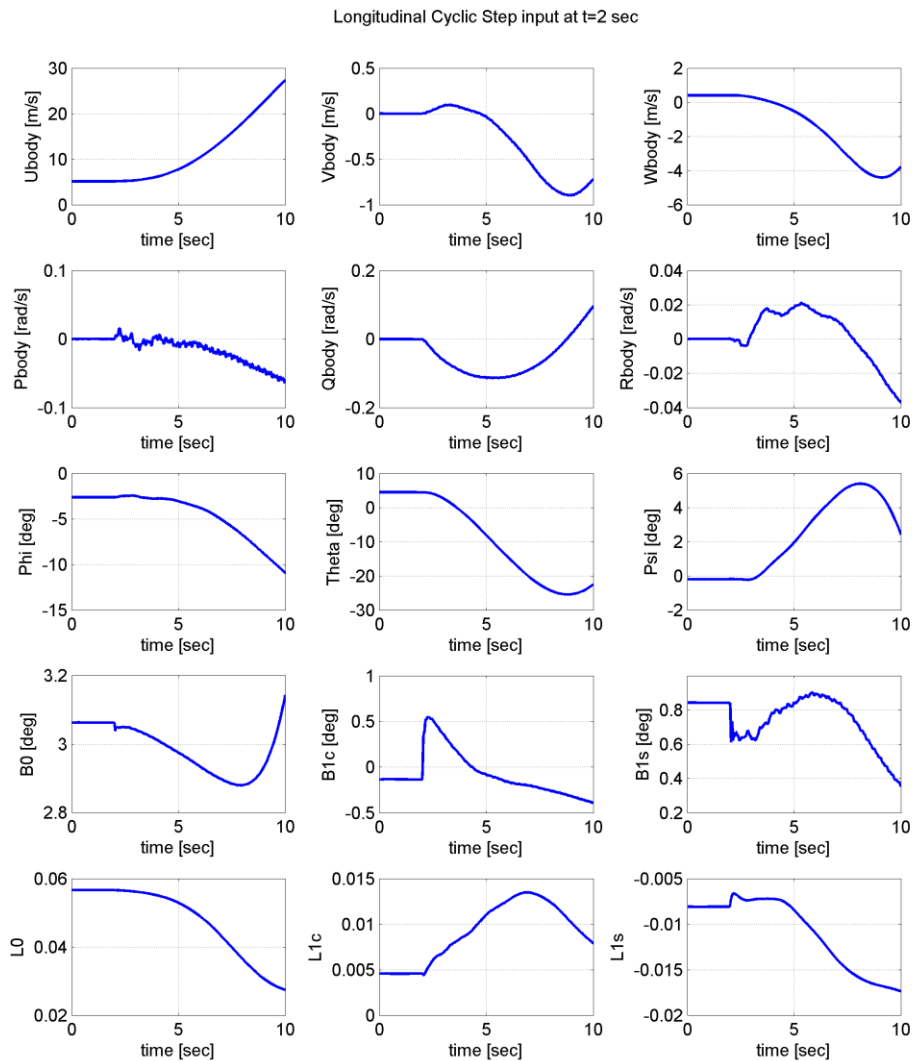 Longitudinal Cyclic Step input at t=2 sec
Ubody [m/s]
30
20
10
0
0 5 10
time [sec]
Vbody [m/s]
0.5
0
-0.5
-1
0 5 10
time [sec]
Wbody [m/s]
2
0
-2
-4
-6
0 5 10
time [sec]
Pbody [rad/s]
0.1
0
-0.1
0 5 10
time [sec]
Qbody [rad/s]
0.2
0
-0.2
0 5 10
time [sec]
Rbody [rad/s]
0.04
0.02
0
-0.02
-0.04
0 5 10
time [sec]
Phi [deg]
0
-5
-10
-15
0 5 10
time [sec]
Theta [deg]
10
0
-10
-20
-30
0 5 10
time [sec]
Psi [deg]
6
4
2
0
-2
0 5 10
time [sec]
B0 [deg]
3.2
3
2.8
0 5 10
time [sec]
B1c [deg]
1
0.5
0
-0.5
0 5 10
time [sec]
B1s [deg]
0.8
0.6
0.4
0.2
0 5 10
time [sec]
L0
0.06
0.04
0.02
0 5 10
time [sec]
L1c
0.015
0.01
0.005
0
0 5 10
time [sec]
L1s
-0.005
-0.01
-0.015
-0.02
0 5 10
time [sec]